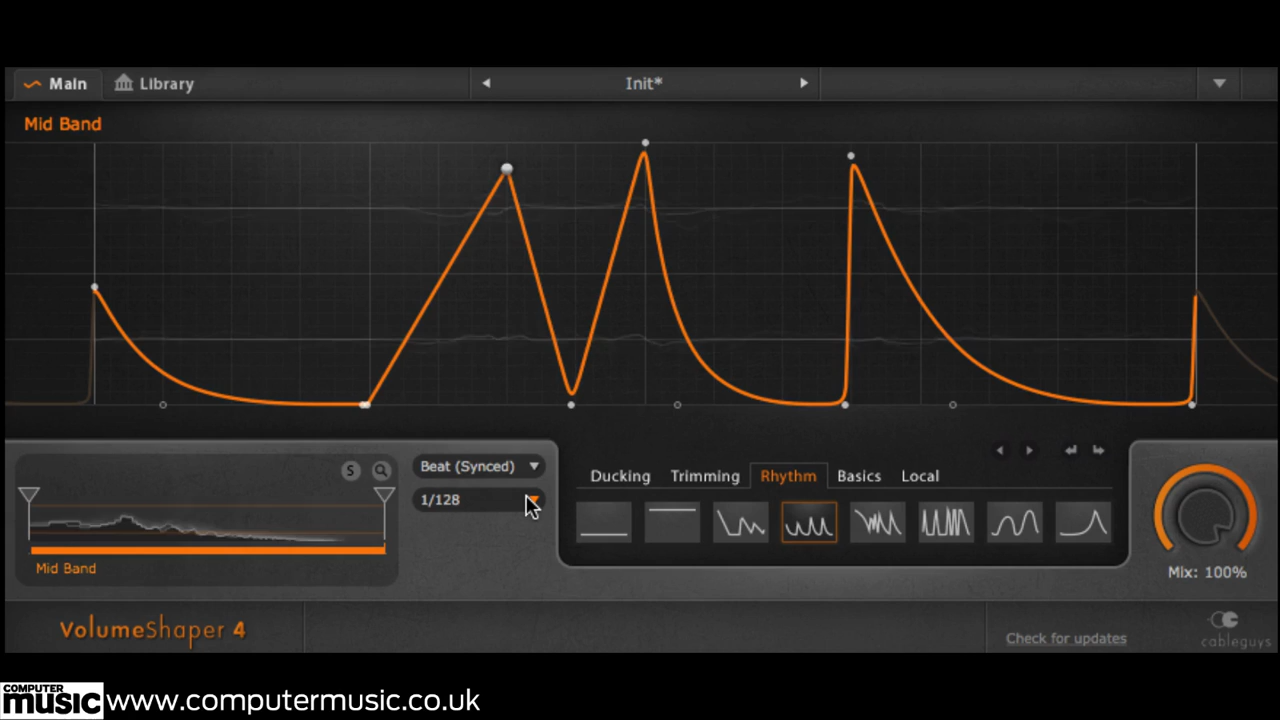 Main
Library
Init*
Mid Band
S
Beat (Synced)
1/128
Ducking
Trimming
Rhythm
Basics
Local
Mid Band
Mix: 100%
VolumeShaper 4
Check for updates
cableguys
COMPUTER
music
www.computermusic.co.uk